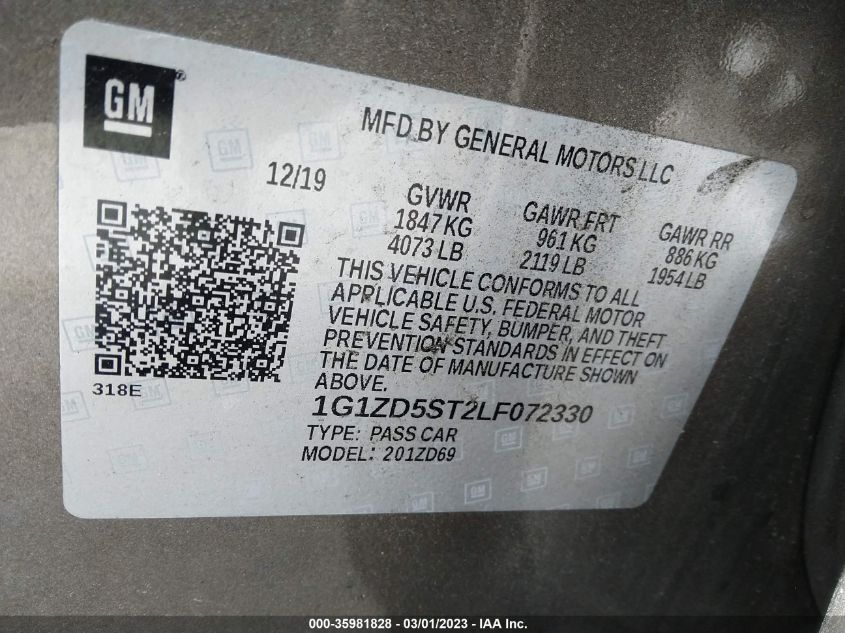 GM
MFD BY GENERAL MOTORS LLC
12/19
GVWR
1847 KG
4073 LB
GAWR FRT
961 KG
2119 LB
GAWR RR
886 KG
1954 LB
THIS VEHICLE CONFORMS TO ALL
APPLICABLE U.S. FEDERAL MOTOR
VEHICLE SAFETY, BUMPER, AND THEFT
PREVENTION STANDARDS IN EFFECT ON
THE DATE OF MANUFACTURE SHOWN
ABOVE.
318E
1G1ZD5ST2LF072330
TYPE: PASS CAR
MODEL: 201ZD69
000-35981828 - 03/01/2023 - IAA Inc.